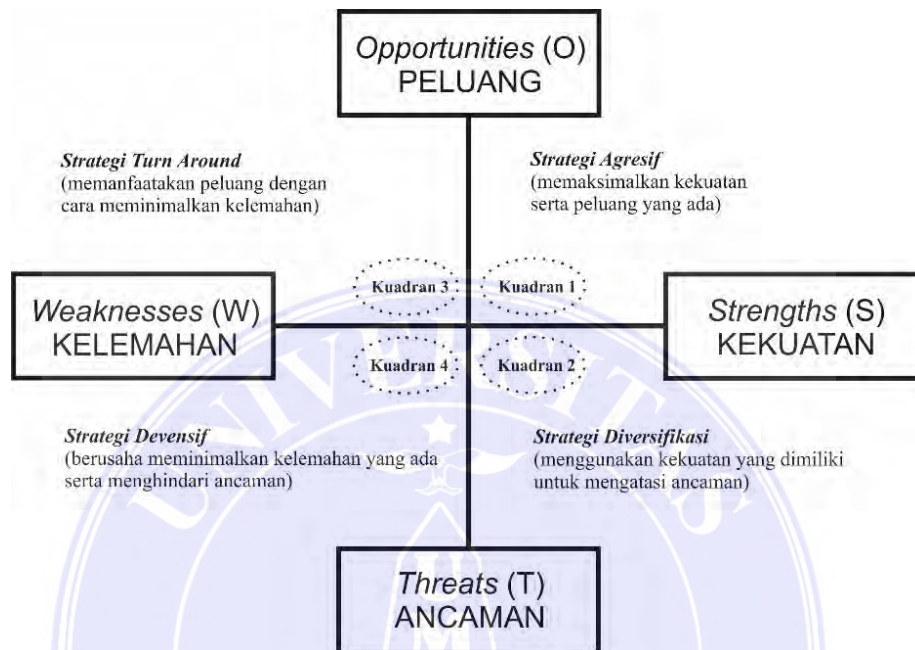 Opportunities (O)
PELUANG
Strategi Turn Around
(memanfaatakan peluang dengan
cara meminimalkan kelemahan)
Strategi Agresif
(memaksimalkan kekuatan
serta peluang yang ada)
Kuadran 3
Kuadran 1
Weaknesses (W)
KELEMAHAN
Strengths (S)
KEKUATAN
Kuadran 4
Kuadran 2
Strategi Devensif
(berusaha meminimalkan kelemahan yang ada
serta menghindari ancaman)
Strategi Diversifikasi
(menggunakan kekuatan yang dimiliki
untuk mengatasi ancaman)
Threats (T)
ANCAMAN
UNIVERSITAS
U
M